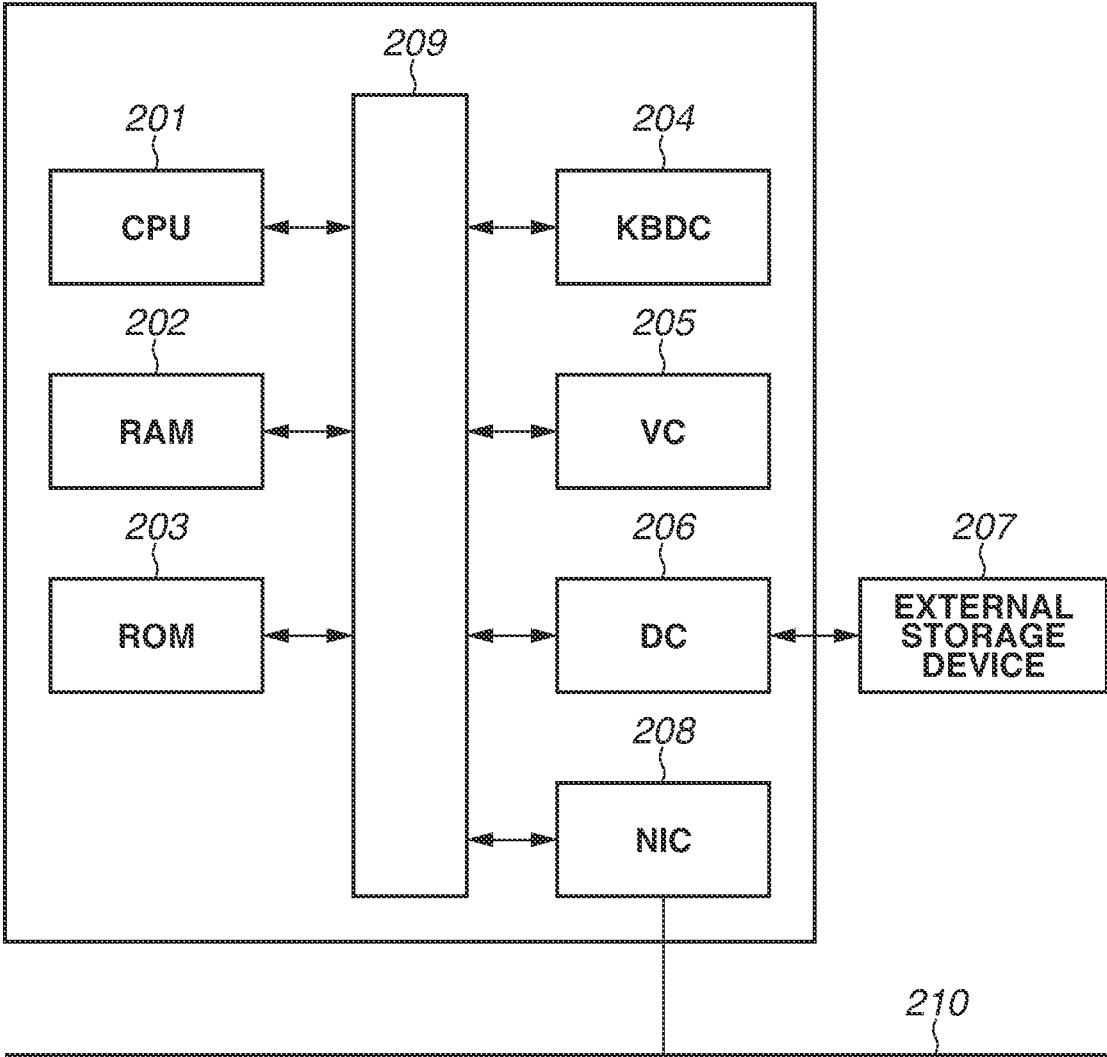 209
201
204
CPU
KBDC
202
205
RAM
VC
203
206
207
ROM
DC
EXTERNAL
STORAGE
DEVICE
208
NIC
210